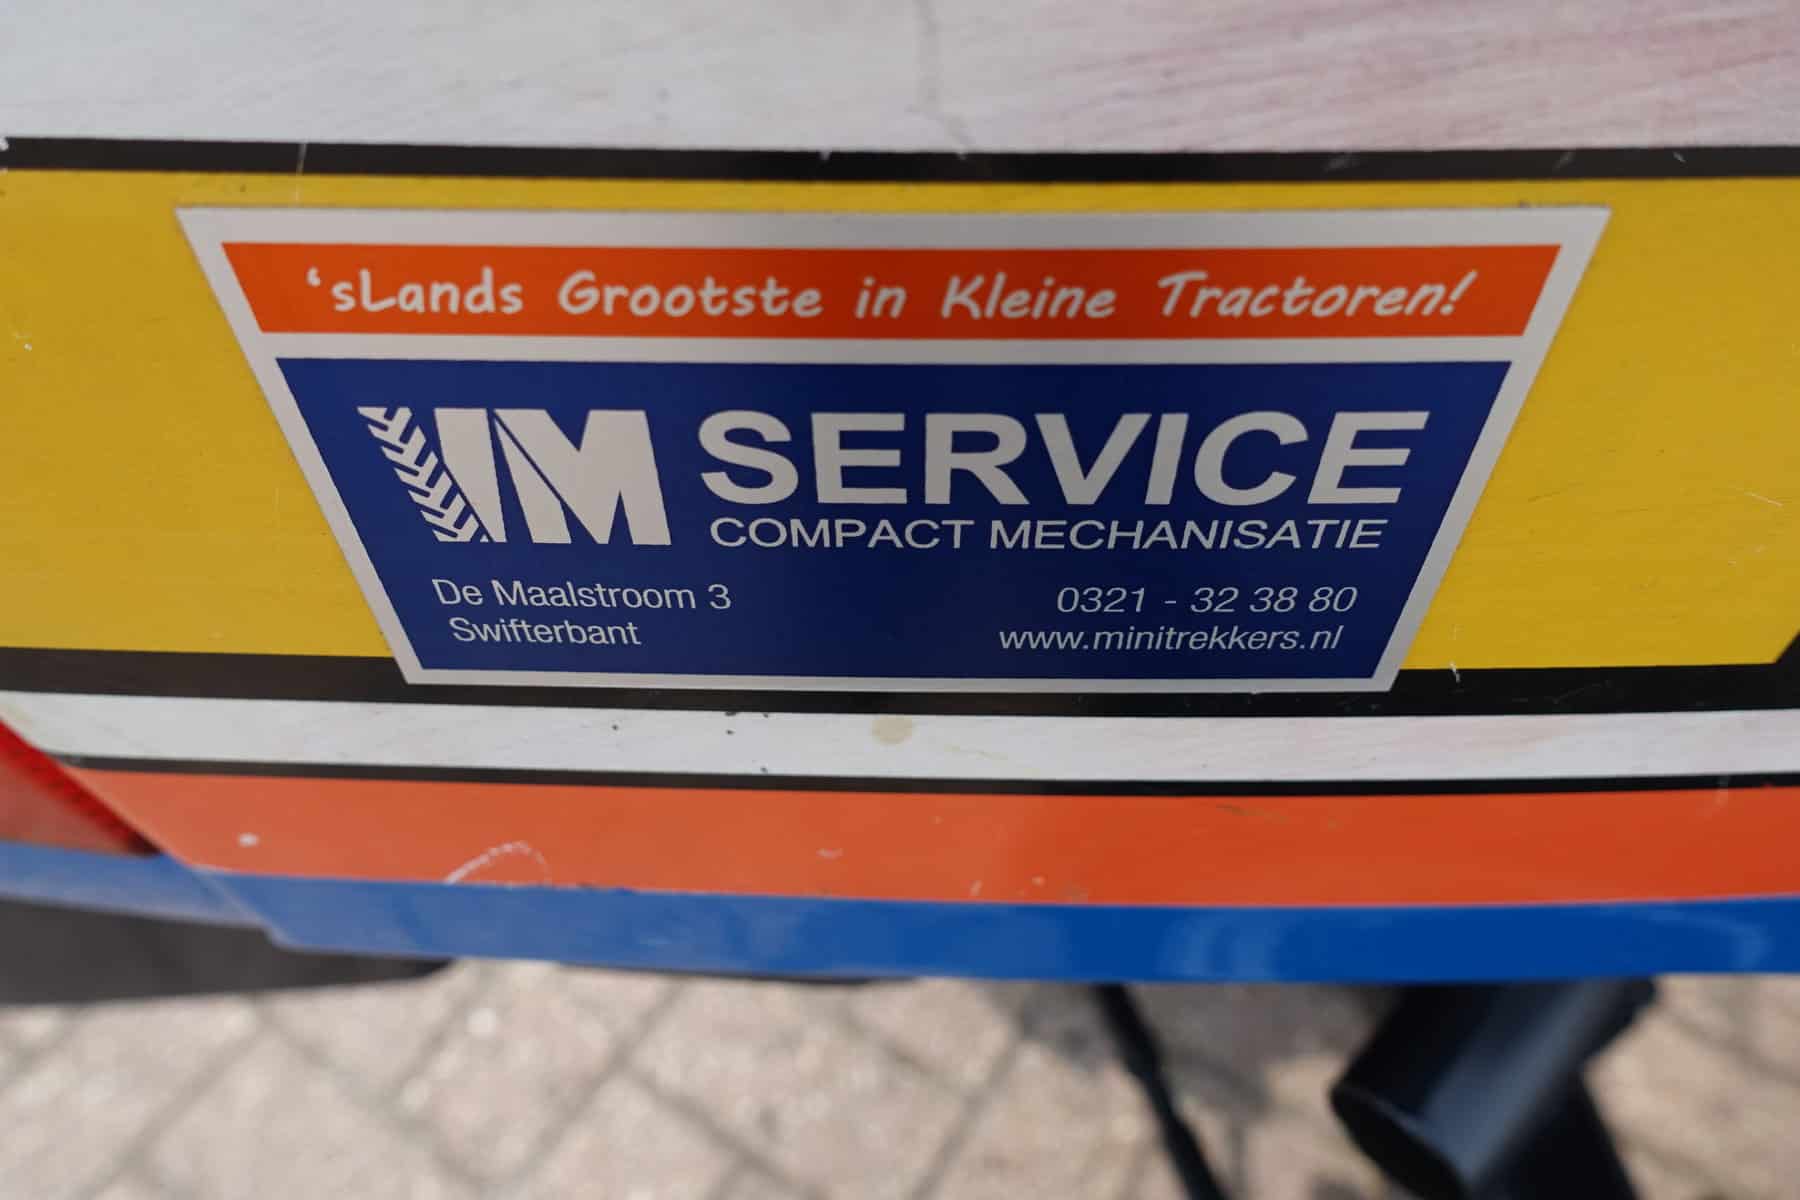 ‘sLands Grootste in Kleine Tractoren!
IM SERVICE
COMPACT MECHANISATIE
De Maalstroom 3
Swifterbant
0321 - 32 38 80
www.minitrekkers.nl